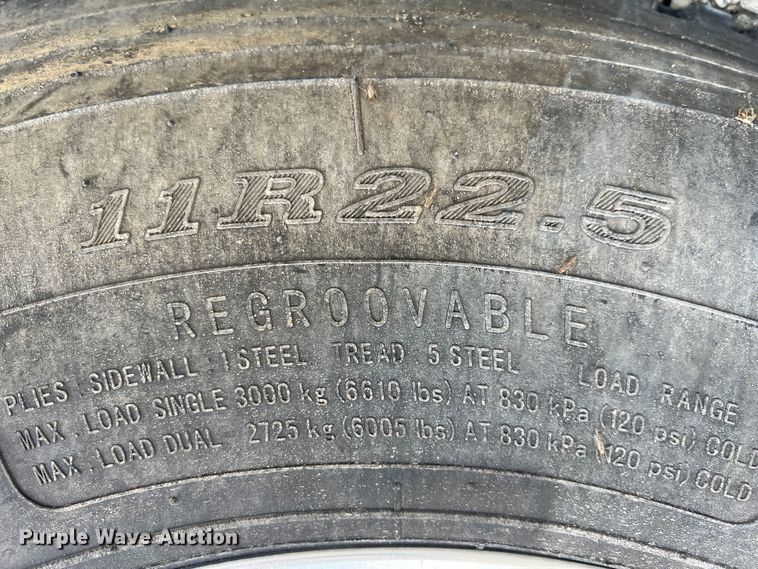 11R22.5
REGROOVABLE
PLIES : SIDEWALL : 1 STEEL TREAD : 5 STEEL LOAD RANGE
MAX . LOAD SINGLE 3000 kg (6610 lbs) AT 830 kPa (120 psi) COLD
MAX . LOAD DUAL 2725 kg (6005 lbs) AT 830 kPa (120 psi) COLD
Purple Wave Auction